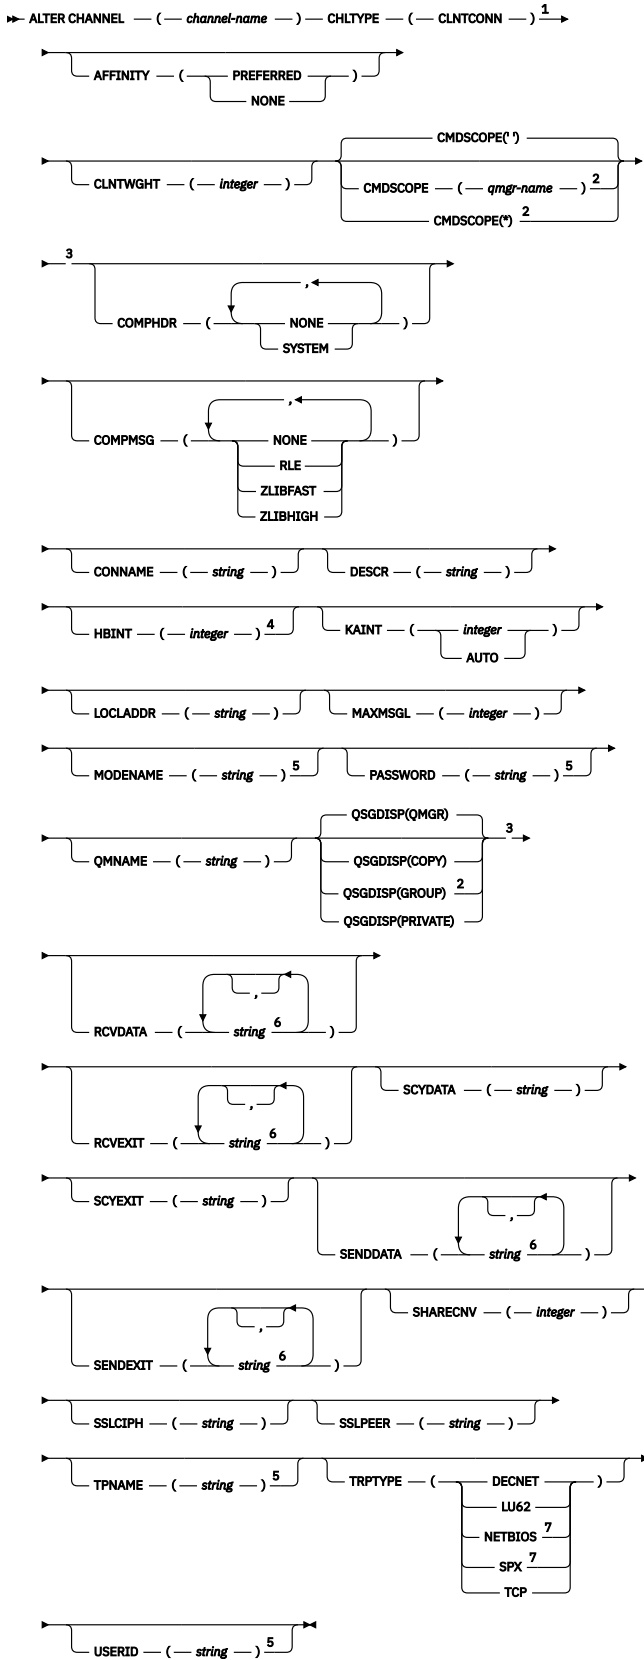 ALTER CHANNEL ( channel-name ) CHLTYPE ( CLNTCONN ) 1
AFFINITY ( PREFERRED )
NONE
CMDSCOPE(' ')
CLNTWGHT ( integer ) CMDSCOPE ( qmgr-name ) 2
CMDSCOPE(*) 2
3
,
COMPHDR ( NONE )
SYSTEM
,
COMPMSG ( NONE )
RLE
ZLIBFAST
ZLIBHIGH
CONNAME ( string ) DESCR ( string )
HBINT ( integer ) 4 KAINT ( integer )
AUTO
LOCLADDR ( string ) MAXMSGL ( integer )
MODENAME ( string ) 5 PASSWORD ( string ) 5
QSGDISP(QMGR)
3
QMNAME ( string ) QSGDISP(COPY)
QSGDISP(GROUP) 2
QSGDISP(PRIVATE)
,
RCVDATA ( string 6 )
SCYDATA ( string )
,
RCVEXIT ( string 6 )
SCYEXIT ( string )
,
SENDDATA ( string 6 )
SHARECNV ( integer )
,
SENDEXIT ( string 6 )
SSLCIPH ( string ) SSLPEER ( string )
TPNAME ( string ) 5 TRPTYPE ( DECNET )
LU62
NETBIOS 7
SPX 7
TCP
USERID ( string ) 5